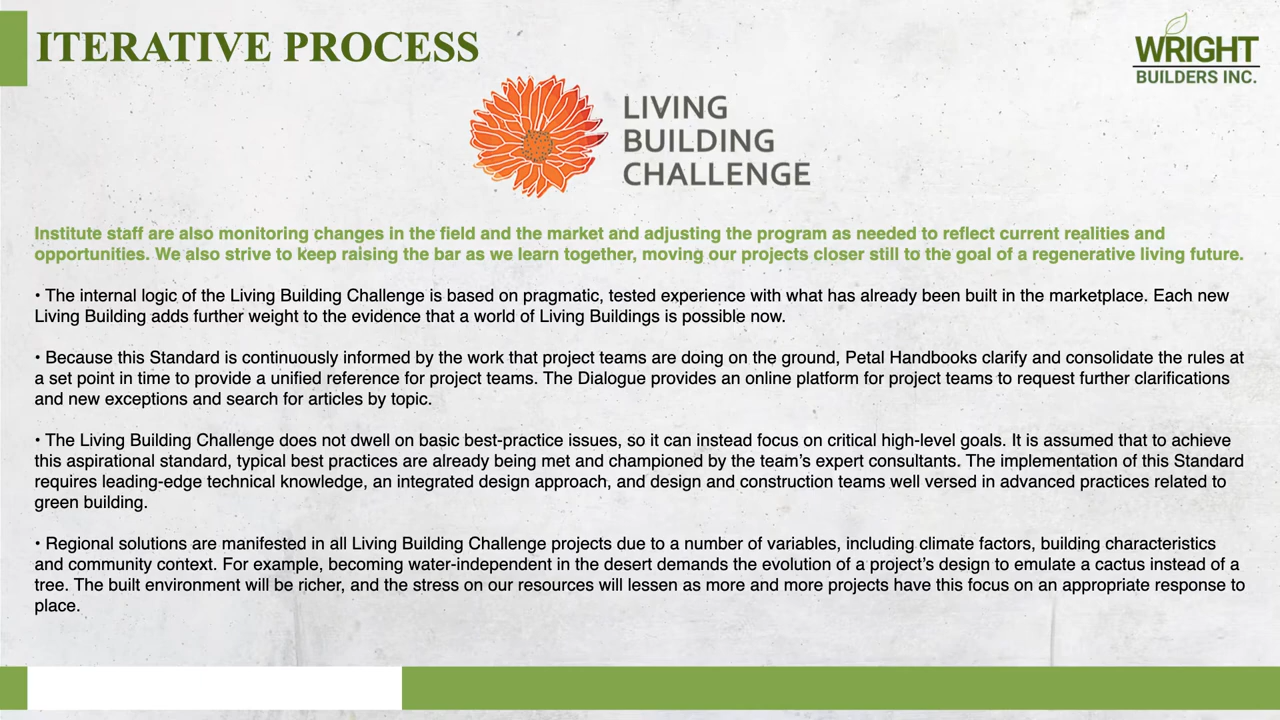 ITERATIVE PROCESS
WRIGHT
BUILDERS INC.
LIVING
BUILDING
CHALLENGE
Institute staff are also monitoring changes in the field and the market and adjusting the program as needed to reflect current realities and
opportunities. We also strive to keep raising the bar as we learn together, moving our projects closer still to the goal of a regenerative living future.
• The internal logic of the Living Building Challenge is based on pragmatic, tested experience with what has already been built in the marketplace. Each new
Living Building adds further weight to the evidence that a world of Living Buildings is possible now.
• Because this Standard is continuously informed by the work that project teams are doing on the ground, Petal Handbooks clarify and consolidate the rules at
a set point in time to provide a unified reference for project teams. The Dialogue provides an online platform for project teams to request further clarifications
and new exceptions and search for articles by topic.
• The Living Building Challenge does not dwell on basic best-practice issues, so it can instead focus on critical high-level goals. It is assumed that to achieve
this aspirational standard, typical best practices are already being met and championed by the team’s expert consultants. The implementation of this Standard
requires leading-edge technical knowledge, an integrated design approach, and design and construction teams well versed in advanced practices related to
green building.
• Regional solutions are manifested in all Living Building Challenge projects due to a number of variables, including climate factors, building characteristics
and community context. For example, becoming water-independent in the desert demands the evolution of a project’s design to emulate a cactus instead of a
tree. The built environment will be richer, and the stress on our resources will lessen as more and more projects have this focus on an appropriate response to
place.